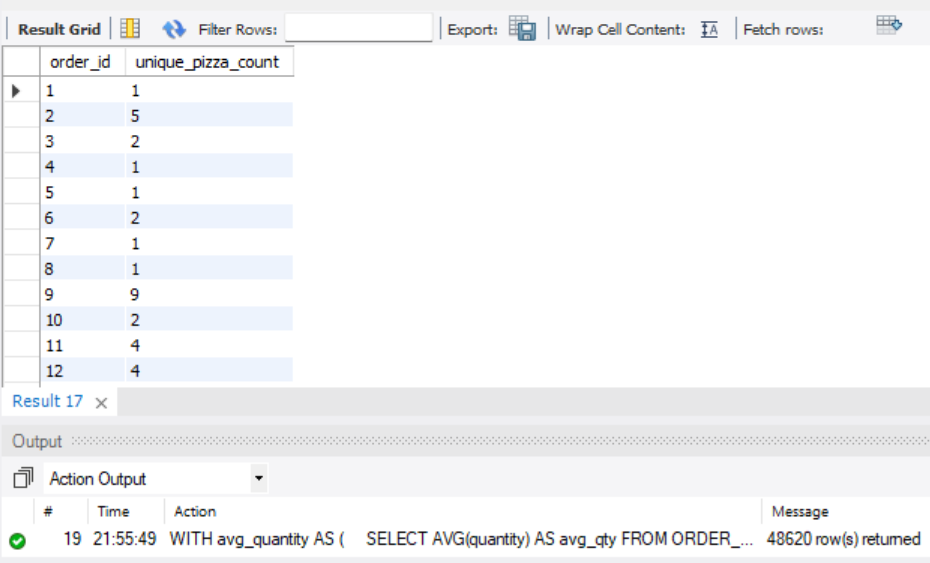 Result Grid Filter Rows: Export: Wrap Cell Content: Fetch rows:
order_id unique_pizza_count
1 1
2 5
3 2
4 1
5 1
6 2
7 1
8 1
9 9
10 2
11 4
12 4
Result 17
Output
Action Output
# Time Action Message
19 21:55:49 WITH avg_quantity AS ( SELECT AVG(quantity) AS avg_qty FROM ORDER_... 48620 row(s) returned